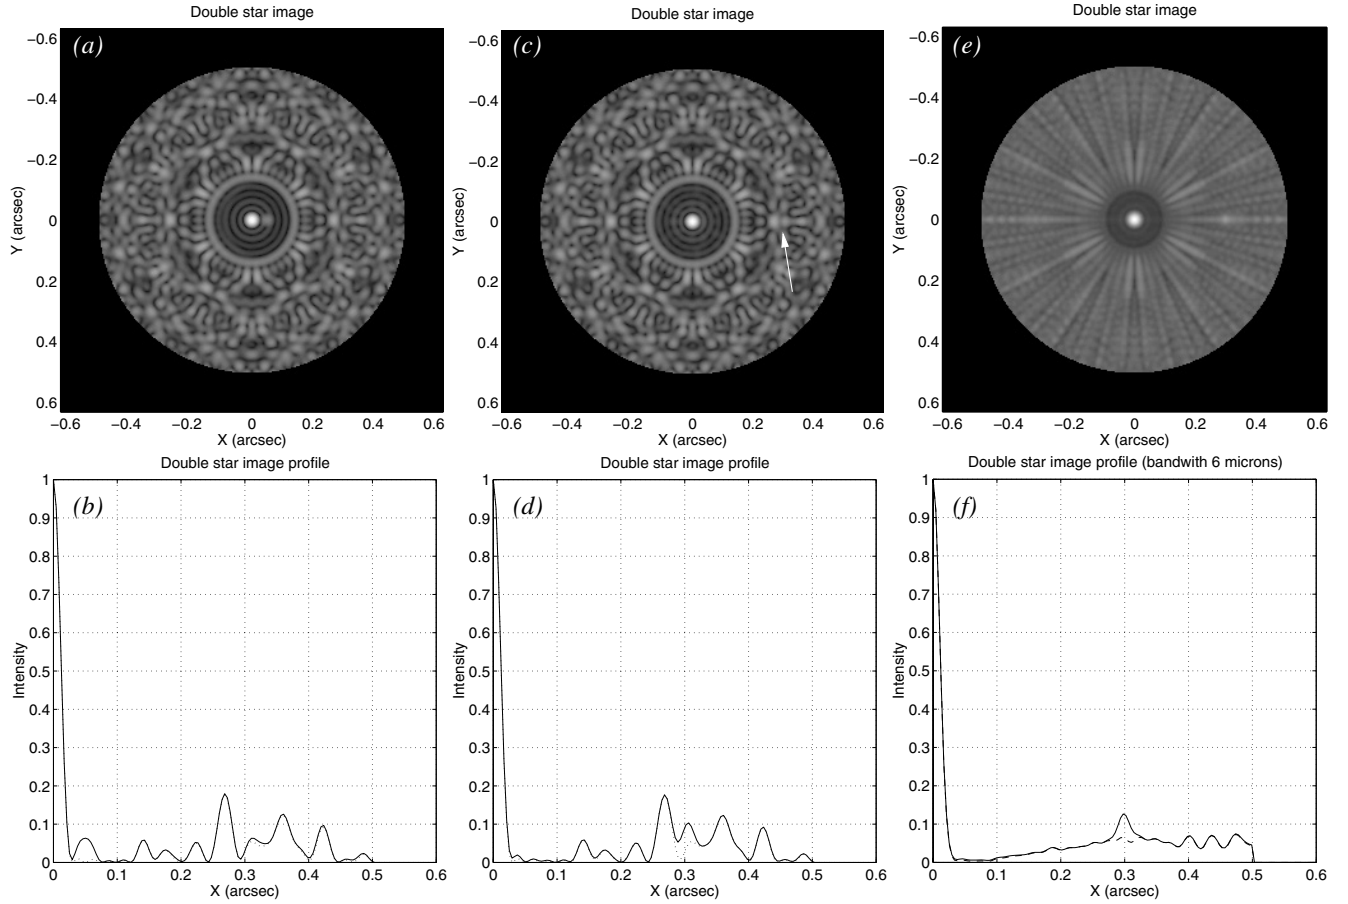 Double star image
(a)
−0.6
−0.4
−0.2
0
0.2
0.4
0.6
Y (arcsec)
−0.6 −0.4 −0.2 0 0.2 0.4 0.6
X (arcsec)
Double star image
(c)
−0.6
−0.4
−0.2
0
0.2
0.4
0.6
Y (arcsec)
−0.6 −0.4 −0.2 0 0.2 0.4 0.6
X (arcsec)
Double star image
(e)
−0.6
−0.4
−0.2
0
0.2
0.4
0.6
Y (arcsec)
−0.6 −0.4 −0.2 0 0.2 0.4 0.6
X (arcsec)
Double star image profile
(b)
1
0.9
0.8
0.7
0.6
0.5
0.4
0.3
0.2
0.1
0
Intensity
0 0.1 0.2 0.3 0.4 0.5 0.6
X (arcsec)
Double star image profile
(d)
1
0.9
0.8
0.7
0.6
0.5
0.4
0.3
0.2
0.1
0
Intensity
0 0.1 0.2 0.3 0.4 0.5 0.6
X (arcsec)
Double star image profile (bandwith 6 microns)
(f)
1
0.9
0.8
0.7
0.6
0.5
0.4
0.3
0.2
0.1
0
Intensity
0 0.1 0.2 0.3 0.4 0.5 0.6
X (arcsec)